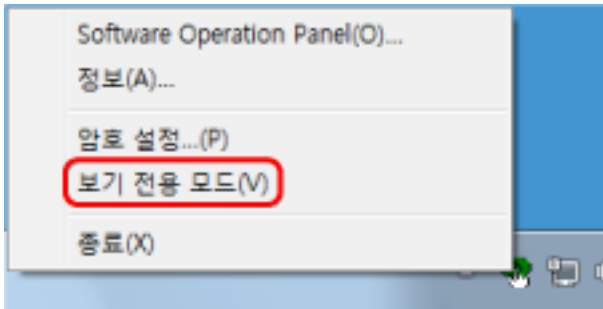 Software Operation Panel(O)...
정보(A)...
암호 설정...(P)
보기 전용 모드(V)
종료(X)